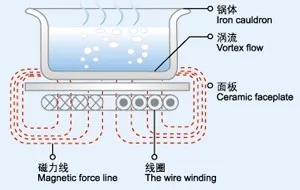 锅体
Iron cauldron
涡流
Vortex flow
面板
Ceramic faceplate
磁力线
Magnetic force line
线圈
The wire winding